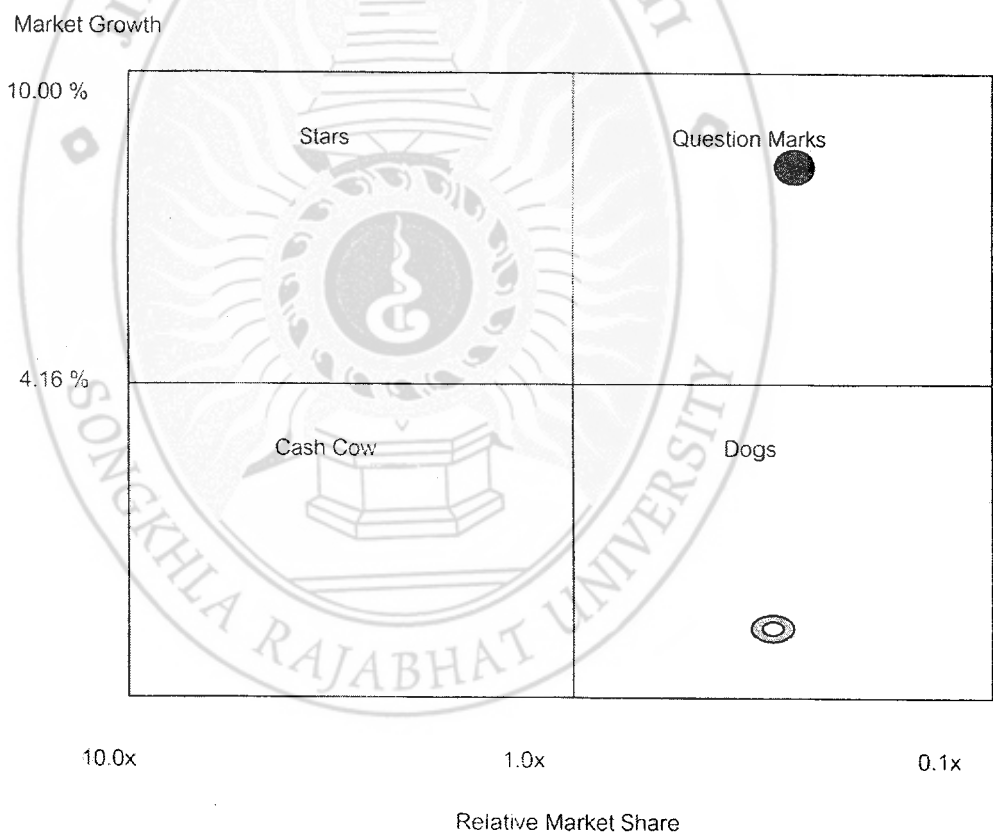 Market Growth
10.00 %
Stars
Question Marks
4.16 %
Cash Cow
Dogs
SONGKHLA RAJABHAT UNIVERSITY
10.0x
1.0x
0.1x
Relative Market Share